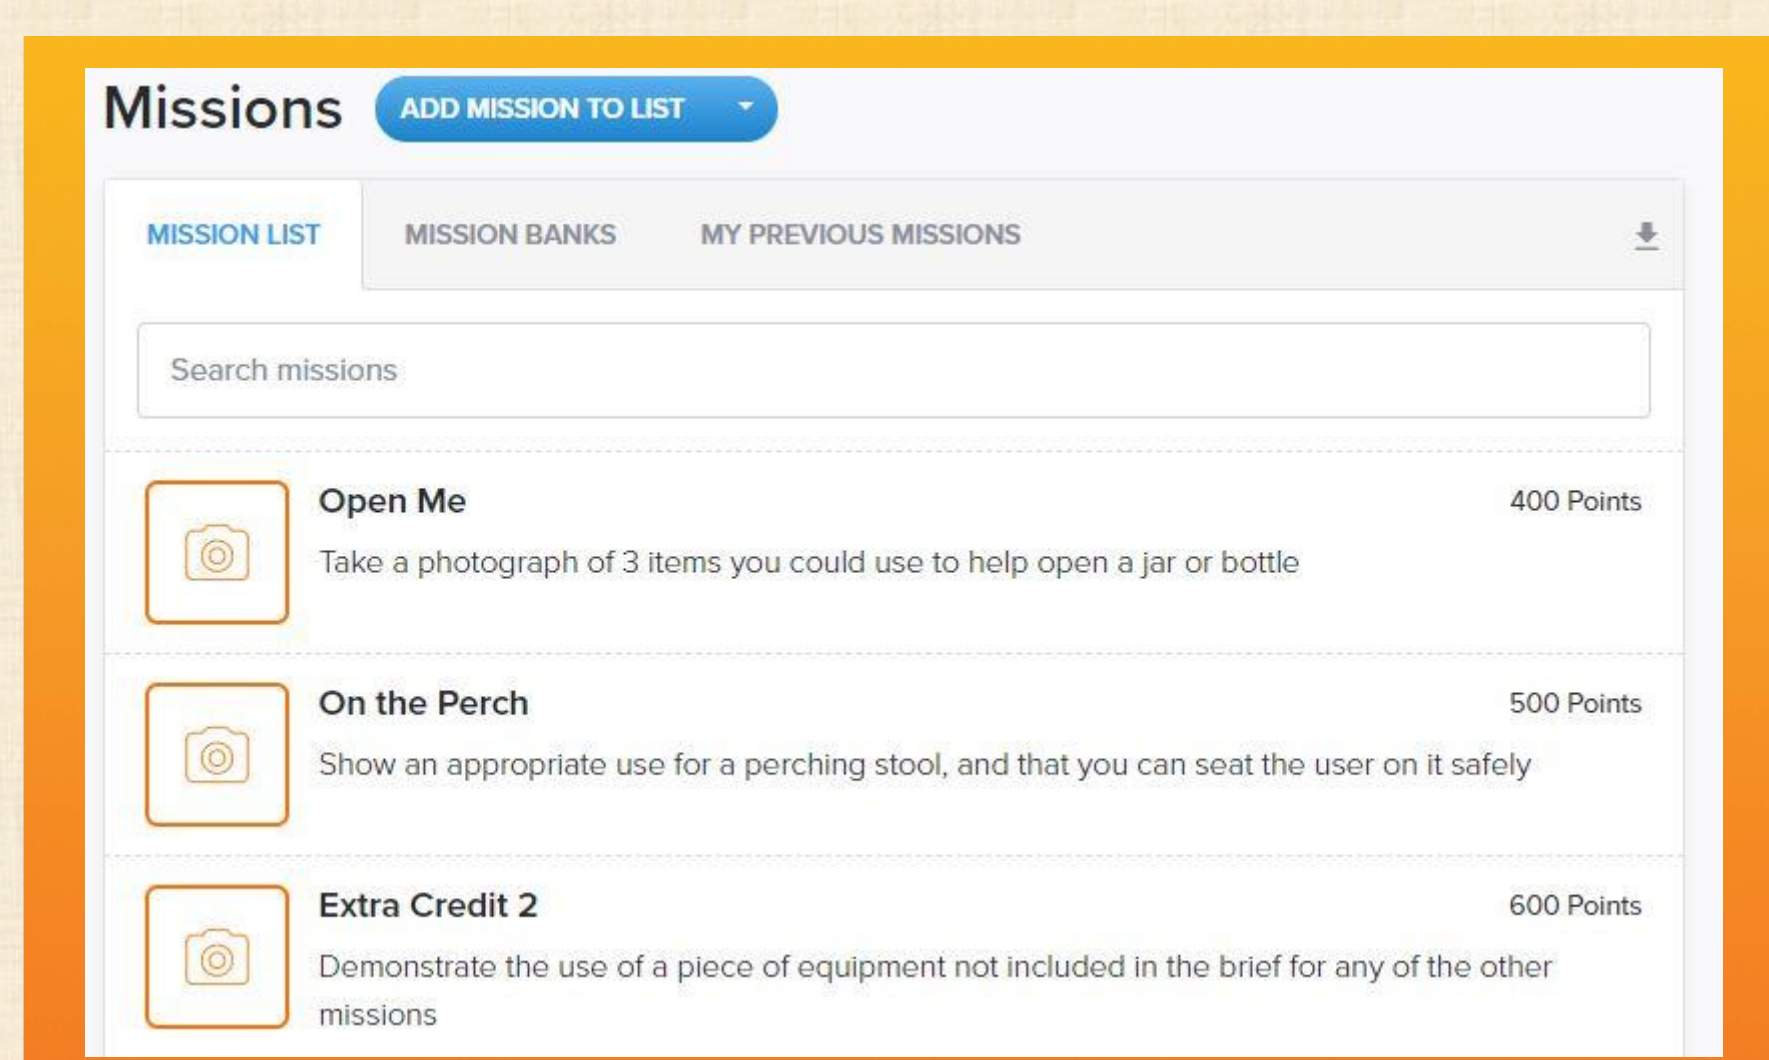 Missions
ADD MISSION TO LIST
MISSION LIST
MISSION BANKS
MY PREVIOUS MISSIONS
Search missions
Open Me
400 Points
Take a photograph of 3 items you could use to help open a jar or bottle
On the Perch
500 Points
Show an appropriate use for a perching stool, and that you can seat the user on it safely
Extra Credit 2
600 Points
Demonstrate the use of a piece of equipment not included in the brief for any of the other
missions